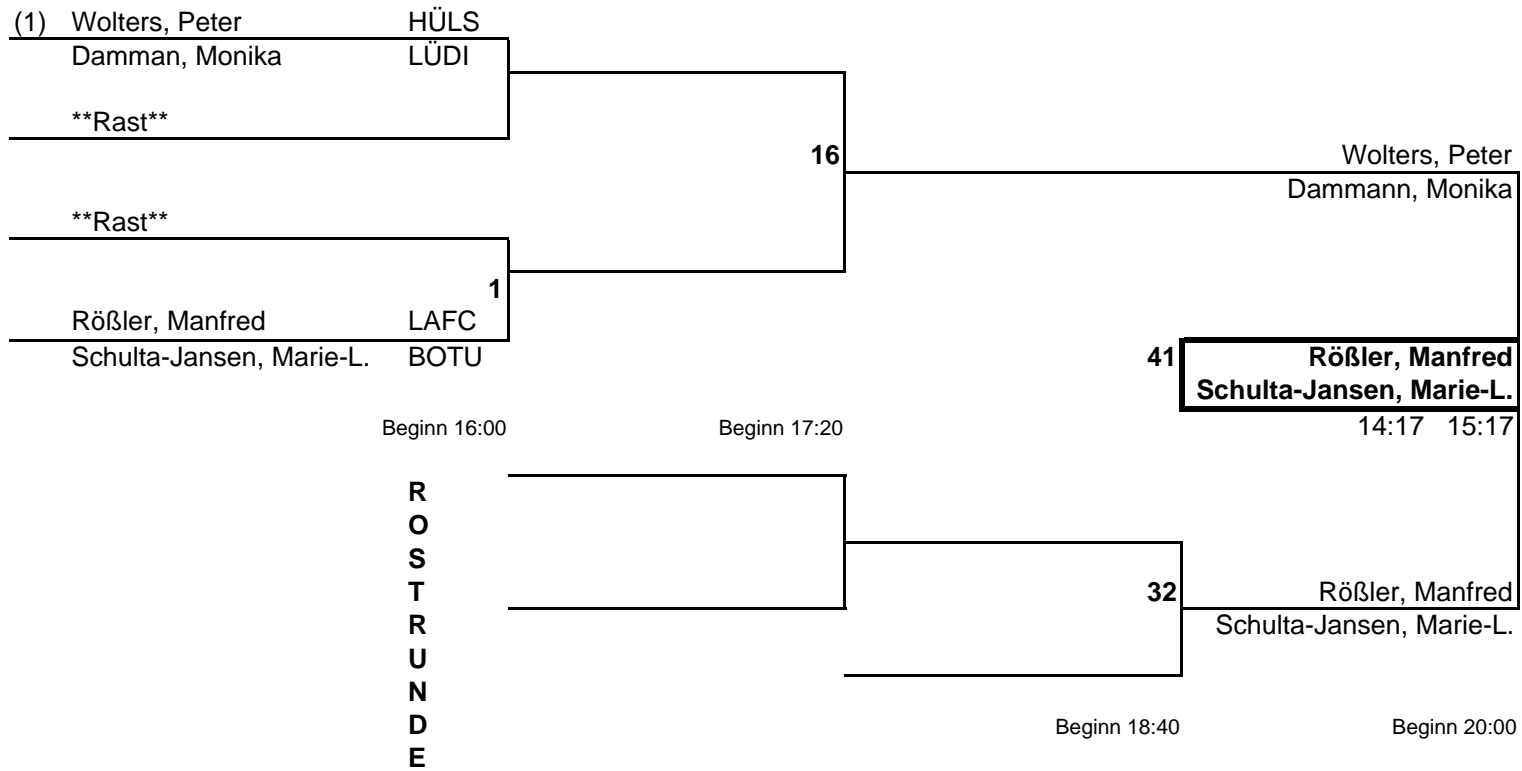 (1) Wolters, Peter HÜLS
Damman, Monika LÜDI
**Rast**
16 Wolters, Peter
Dammann, Monika
**Rast**
1
Rößler, Manfred LAFC
Schulta-Jansen, Marie-L. BOTU
41 Rößler, Manfred
Schulta-Jansen, Marie-L.
14:17 15:17
Beginn 16:00 Beginn 17:20
R
O
S
T
R
U
N
D
E
32 Rößler, Manfred
Schulta-Jansen, Marie-L.
Beginn 18:40 Beginn 20:00